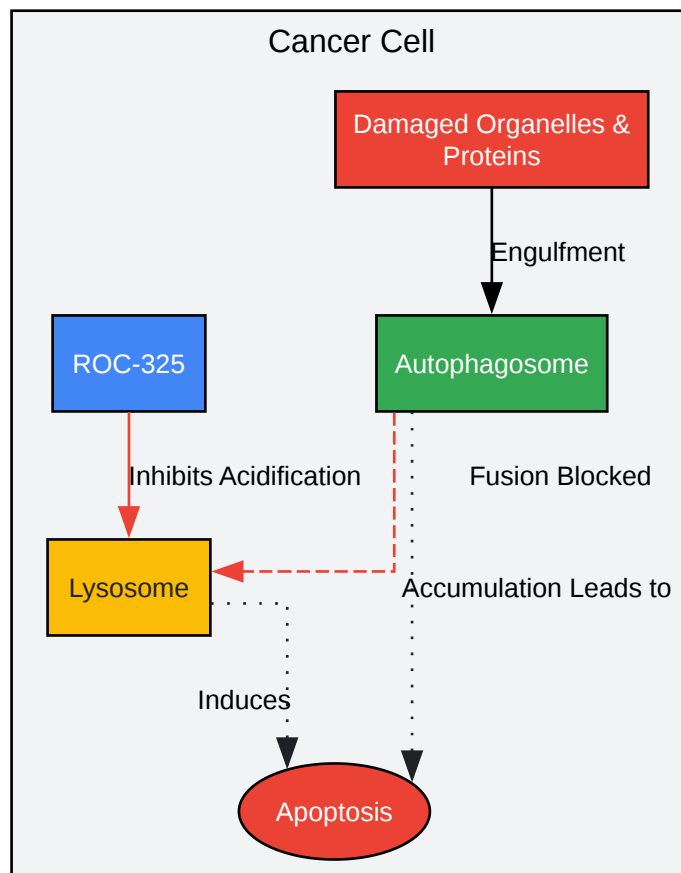 Cancer Cell
Damaged Organelles &
Proteins
Engulfment
ROC-325
Autophagosome
Inhibits Acidification
Fusion Blocked
Lysosome
Accumulation Leads to
Induces
Apoptosis